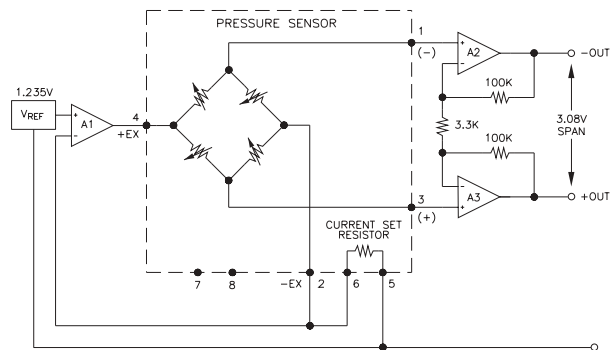 PRESSURE SENSOR
1
(-)
A2
+
-
-OUT
100K
1.235V
VREF
+
-
A1
4
+EX
3.3K
3.08V
SPAN
100K
-
+
A3
+OUT
3
(+)
CURRENT SET
RESISTOR
7
8
-EX
2
6
5